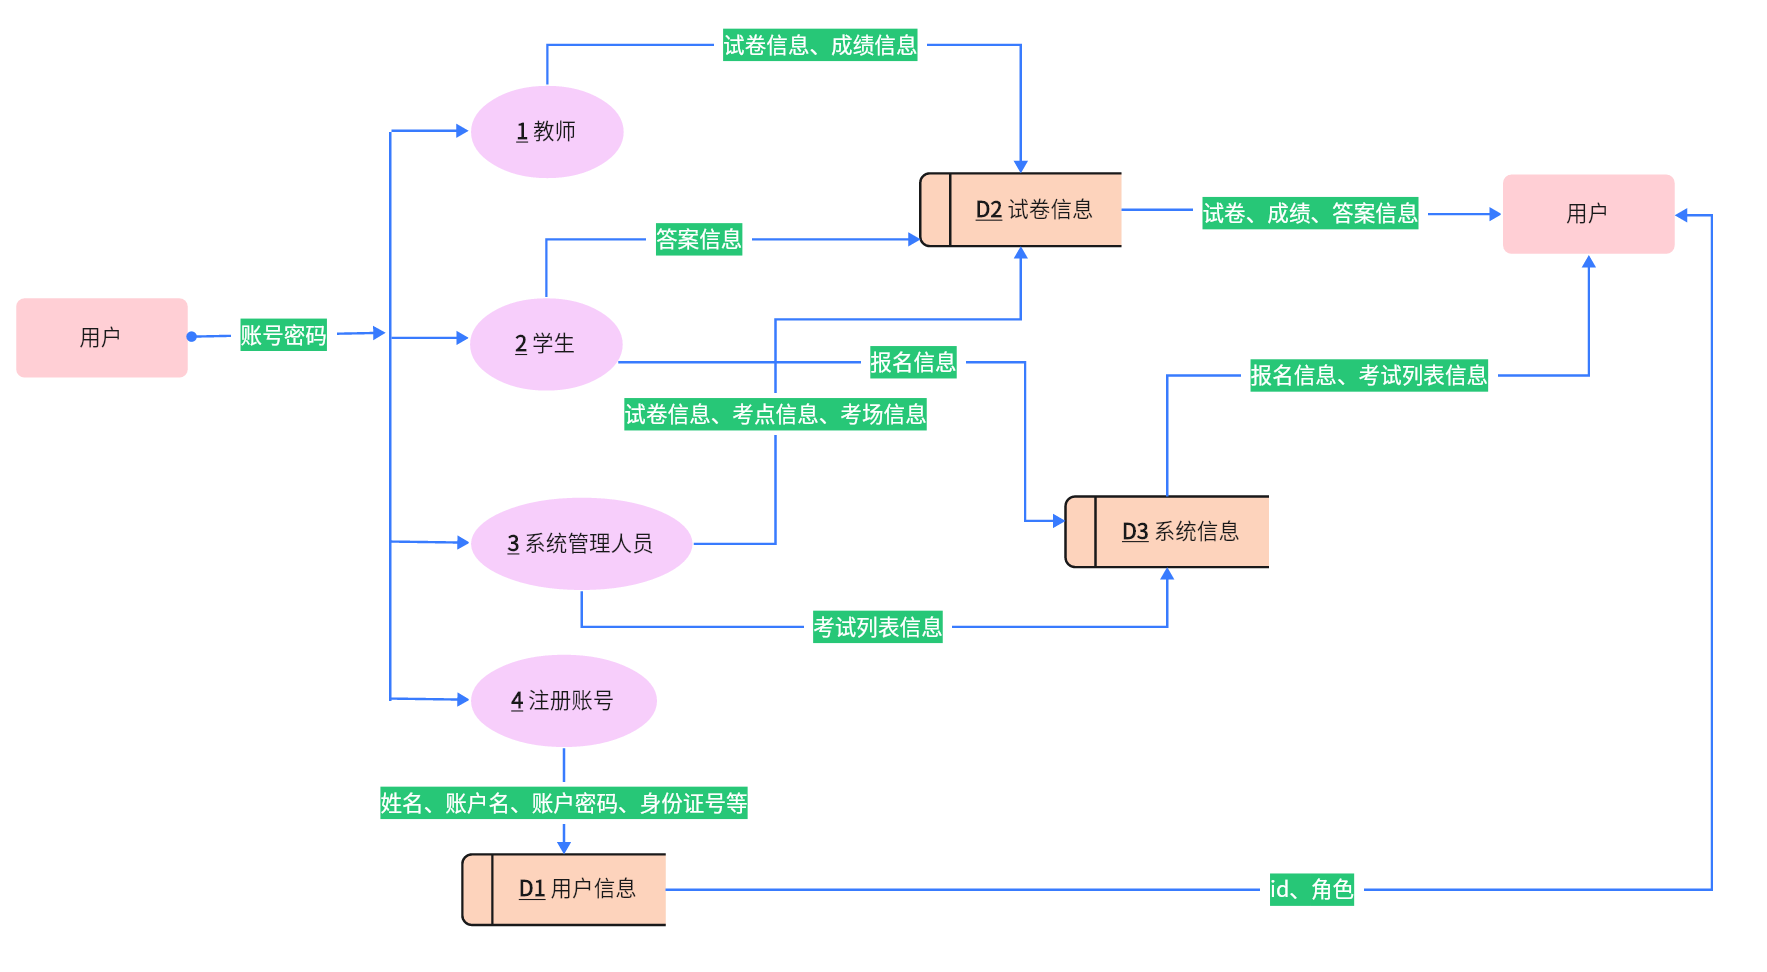 试卷信息、成绩信息
1 教师
D2 试卷信息
试卷、成绩、答案信息
用户
答案信息
用户
账号密码
2 学生
报名信息
报名信息、考试列表信息
试卷信息、考点信息、考场信息
3 系统管理人员
D3 系统信息
考试列表信息
4 注册账号
姓名、账户名、账户密码、身份证号等
D1 用户信息
id、角色